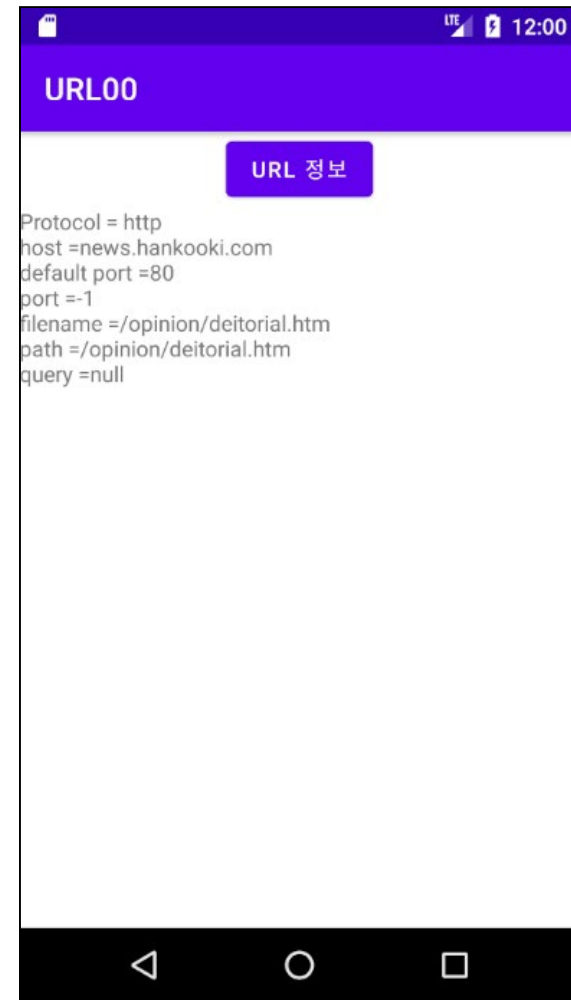 LTE 12:00
URL00
URL 정보
Protocol = http
host =news.hankooki.com
default port =80
port =-1
filename =/opinion/deitorial.htm
path =/opinion/deitorial.htm
query =null